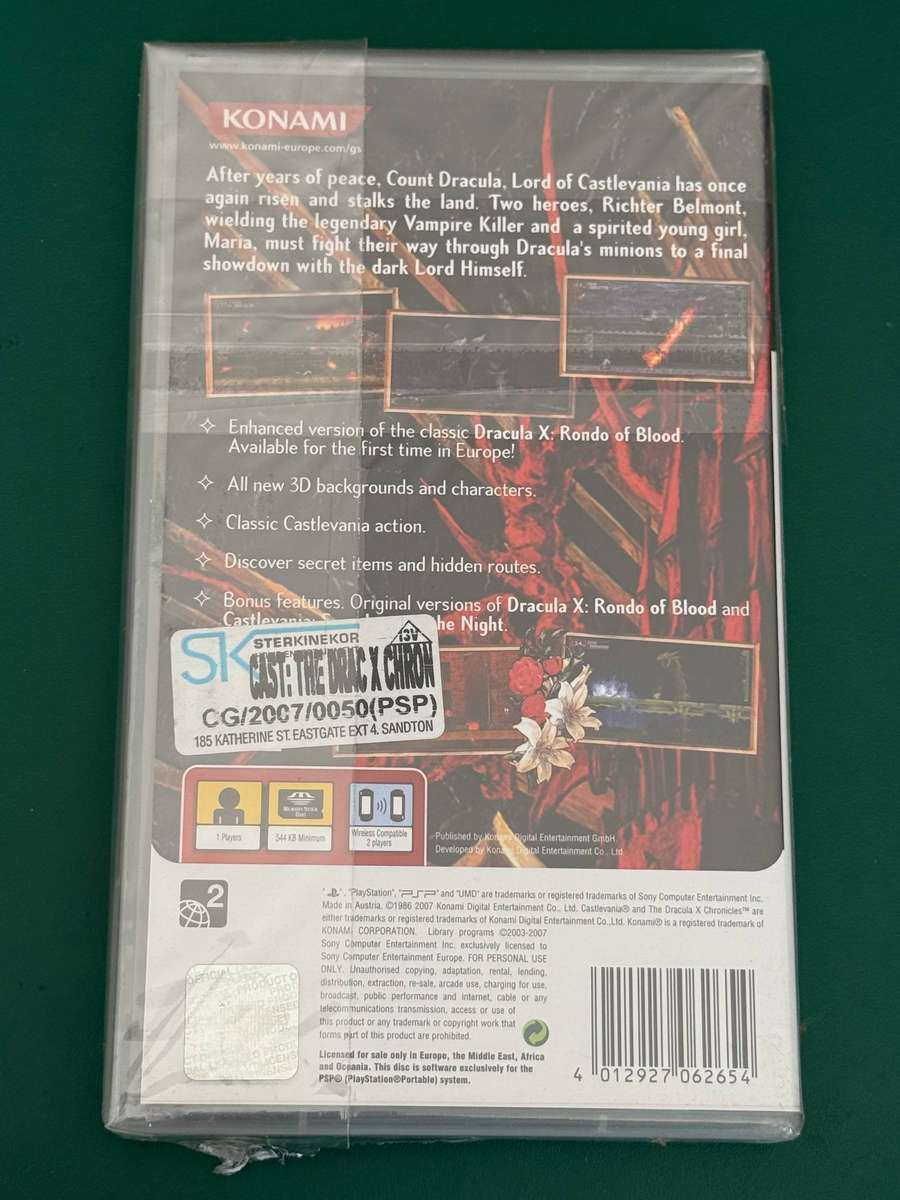 KONAMI
www.konami-europe.com/gs
After years of peace, Count Dracula, Lord of Castlevania has once
again risen and stalks the land. Two heroes, Richter Belmont,
wielding the legendary Vampire Killer and a spirited young girl,
Maria, must fight their way through Dracula's minions to a final
showdown with the dark Lord Himself.
Enhanced version of the classic Dracula X: Rondo of Blood.
Available for the first time in Europe!
All new 3D backgrounds and characters.
Classic Castlevania action.
Discover secret items and hidden routes.
Bonus features. Original versions of Dracula X: Rondo of Blood and
Castlevania: he Night.
SK STERKINEKOR 13V
CAST: THE DRAC X CHRON
CG/2007/0050(PSP)
185 KATHERINE ST. EASTGATE EXT 4. SANDTON
1 Players
MEMORY STICK
Duo
544 KB Minimum
Wireless Compatible
2 players
Published by Konami Digital Entertainment GmbH
Developed by Konami Digital Entertainment Co., Ltd.
2
"PlayStation", "PSP" and "UMD" are trademarks or registered trademarks of Sony Computer Entertainment Inc.
Made in Austria. ©1986 2007 Konami Digital Entertainment Co., Ltd. Castlevania® and The Dracula X Chronicles™ are
either trademarks or registered trademarks of Konami Digital Entertainment Co.,Ltd. Konami® is a registered trademark of
KONAMI CORPORATION. Library programs ©2003-2007
Sony Computer Entertainment Inc. exclusively licensed to
Sony Computer Entertainment Europe. FOR PERSONAL USE
ONLY. Unauthorised copying, adaptation, rental, lending,
distribution, extraction, re-sale, arcade use, charging for use,
broadcast, public performance and internet, cable or any
telecommunications transmission, access or use of
this product or any trademark or copyright work that
forms part of this product are prohibited.
Licensed for sale only in Europe, the Middle East, Africa
and Oceania. This disc is software exclusively for the
PSP® (PlayStation®Portable) system.
4 012927 062654